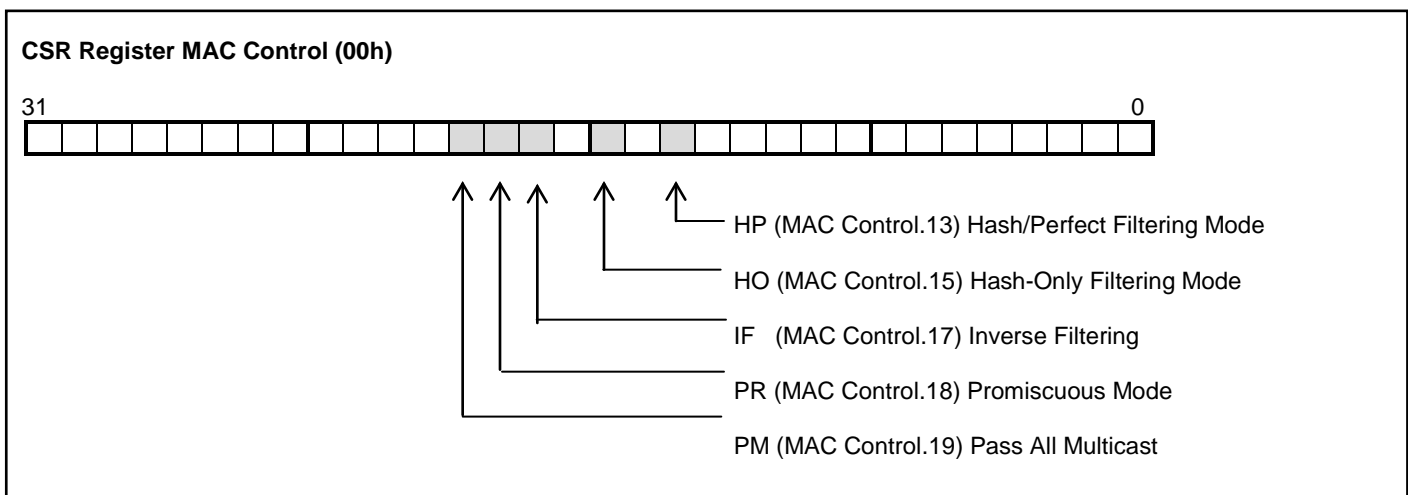 CSR Register MAC Control (00h)
31 0
HP (MAC Control.13) Hash/Perfect Filtering Mode
HO (MAC Control.15) Hash-Only Filtering Mode
IF (MAC Control.17) Inverse Filtering
PR (MAC Control.18) Promiscuous Mode
PM (MAC Control.19) Pass All Multicast